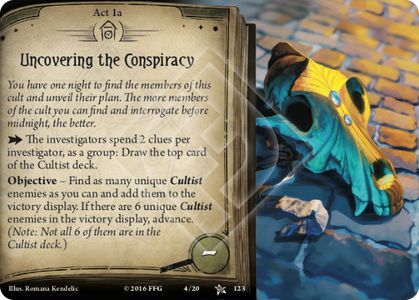 Act 1a
Uncovering the Conspiracy
You have one night to find the members of this
cult and unveil their plan. The more members
of the cult you can find and interrogate before
midnight, the better.
The investigators spend 2 clues per
investigator, as a group: Draw the top card
of the Cultist deck.
Objective – Find as many unique Cultist
enemies as you can and add them to the
victory display. If there are 6 unique Cultist
enemies in the victory display, advance.
(Note: Not all 6 of them are in the
Cultist deck.)
–
Illus. Romana Kendelic © 2016 FFG 4/20 123